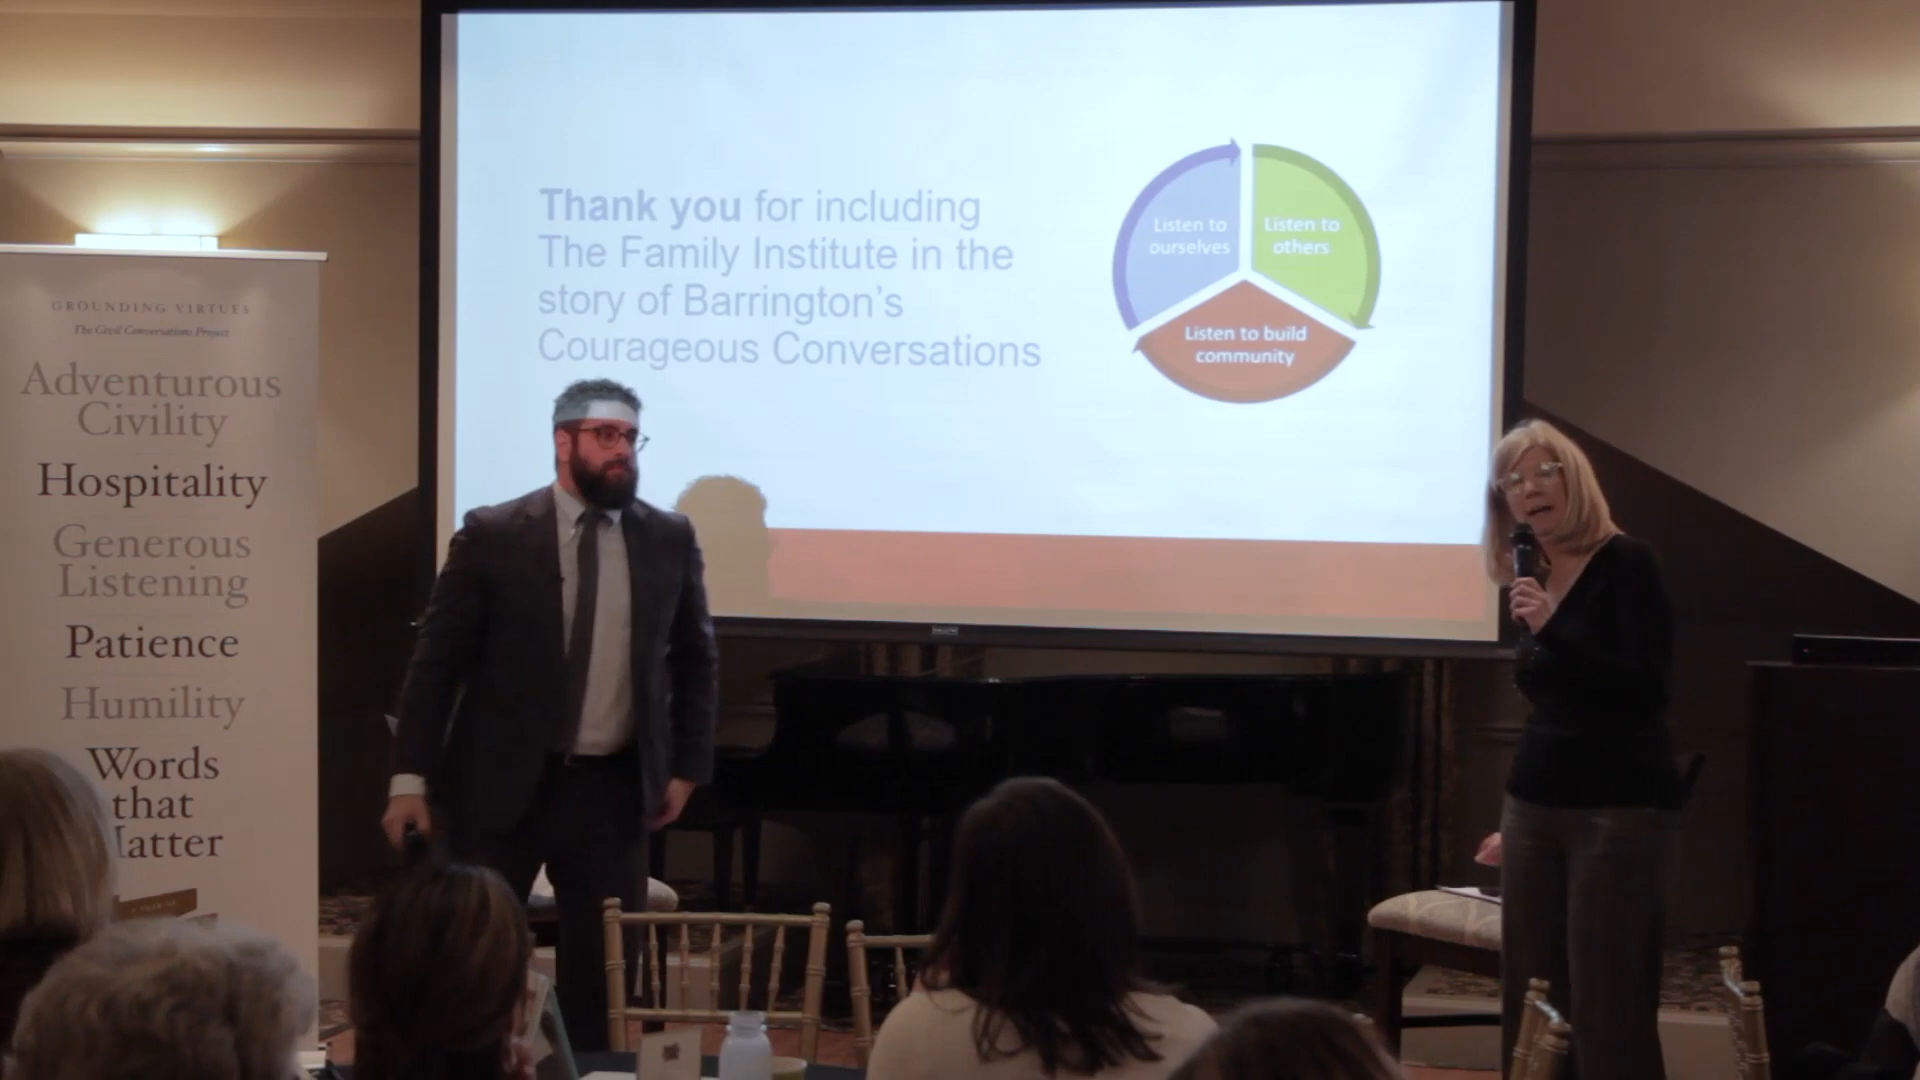 GROUNDING VIRTUES
The Civil Conversations Project
Adventurous
Civility
Hospitality
Generous
Listening
Patience
Humility
Words
that
atter
Thank you for including
The Family Institute in the
story of Barrington's
Courageous Conversations
Listen to
ourselves
Listen to
others
Listen to build
community